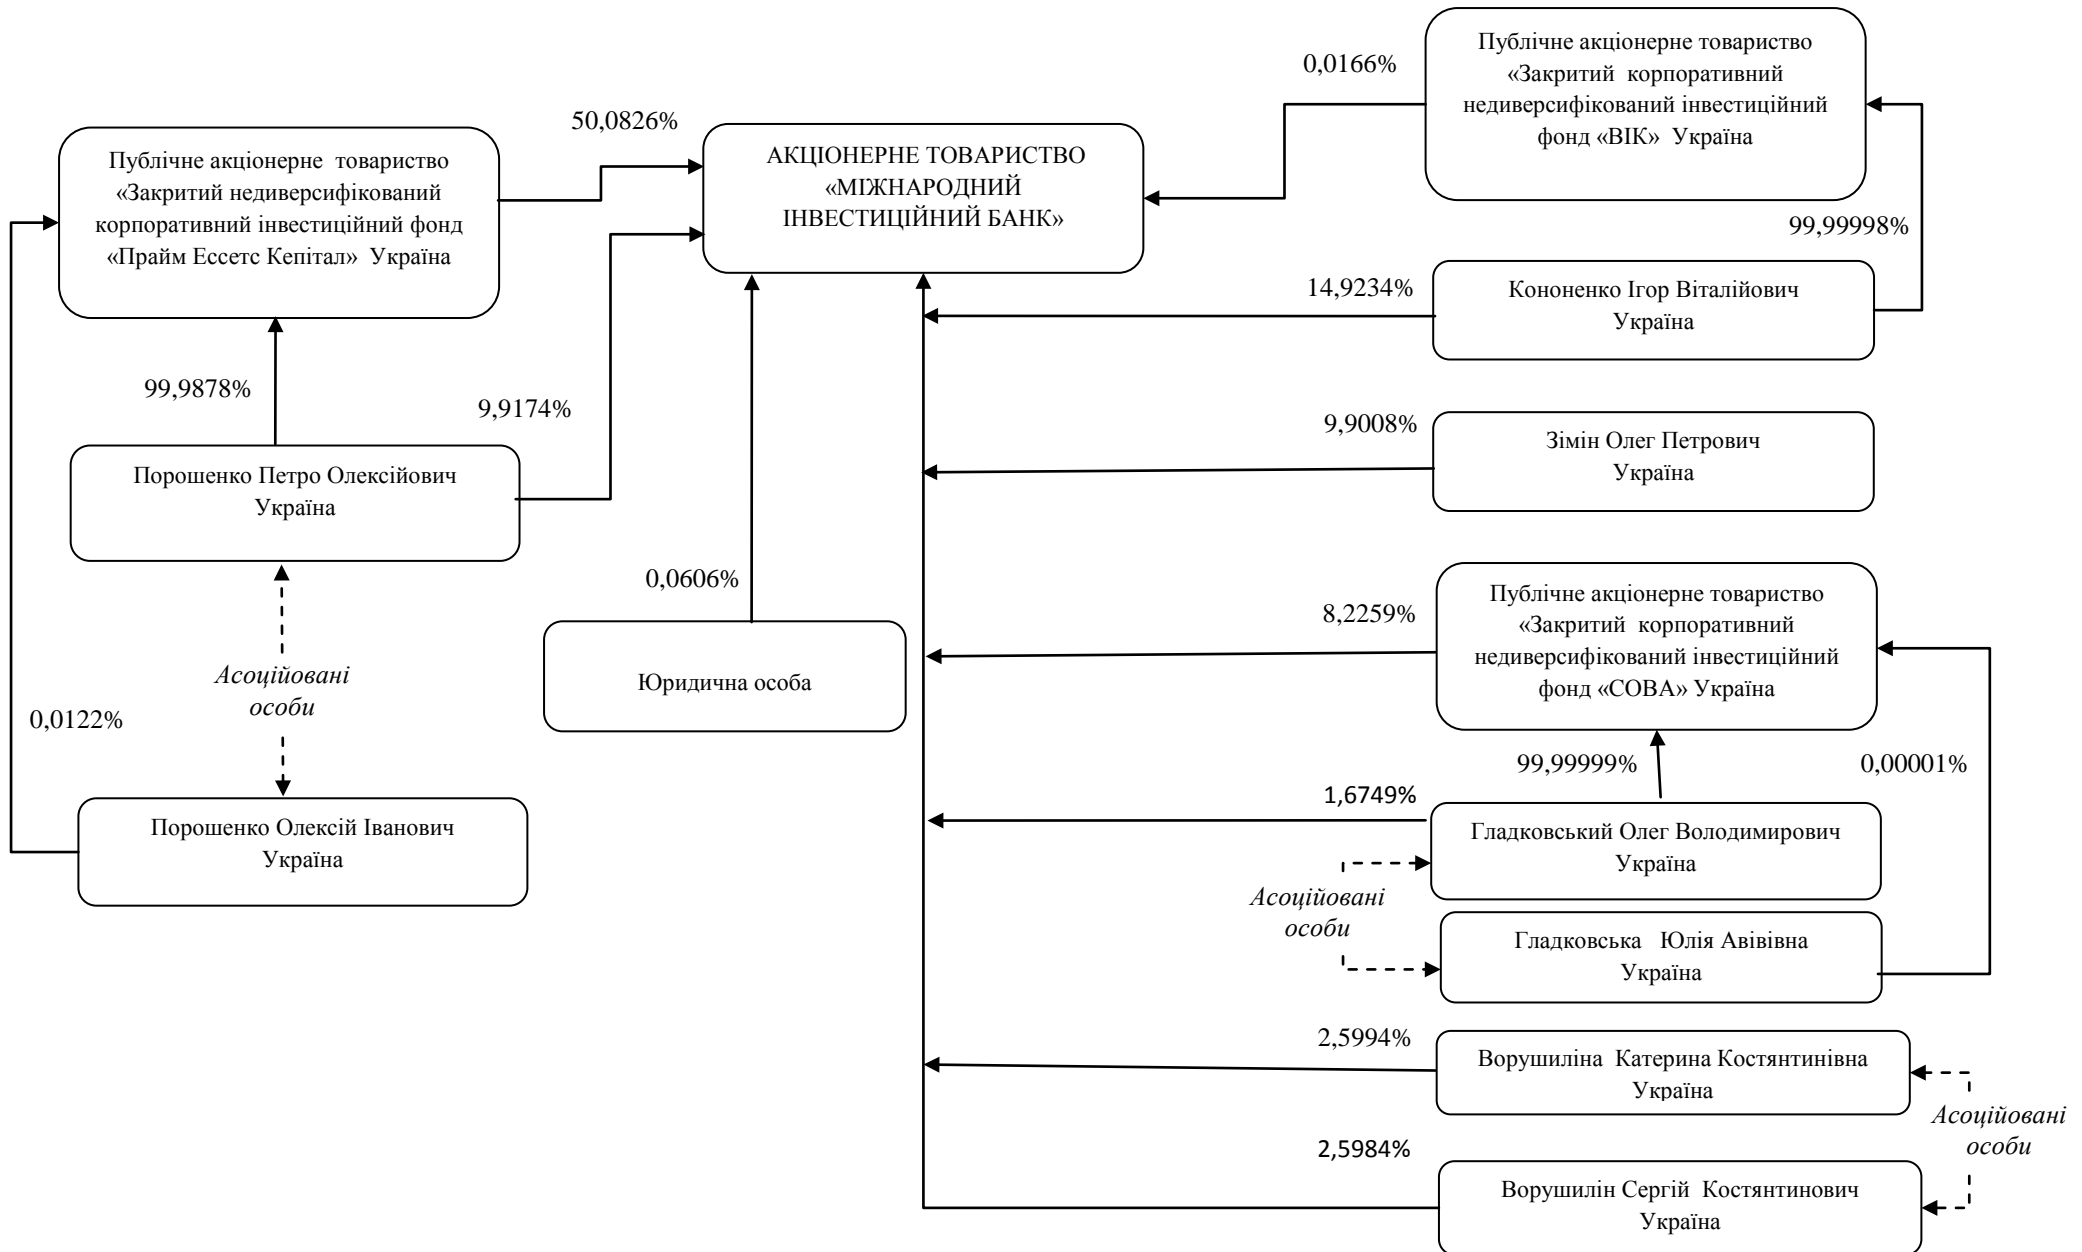 Публічне акціонерне товариство
«Закритий корпоративний
недиверсифікований інвестиційний
фонд «ВІК» Україна
0,0166%
50,0826%
Публічне акціонерне товариство
«Закритий недиверсифікований
корпоративний інвестиційний фонд
«Прайм Ессетс Кепітал» Україна
АКЦІОНЕРНЕ ТОВАРИСТВО
«МІЖНАРОДНИЙ
ІНВЕСТИЦІЙНИЙ БАНК»
99,99998%
14,9234%
Кононенко Ігор Віталійович
Україна
99,9878%
9,9174%
9,9008%
Зімін Олег Петрович
Україна
Порошенко Петро Олексійович
Україна
0,0606%
8,2259%
Публічне акціонерне товариство
«Закритий корпоративний
недиверсифікований інвестиційний
фонд «СОВА» Україна
Асоційовані
особи
Юридична особа
0,0122%
99,99999%
0,00001%
1,6749%
Порошенко Олексій Іванович
Україна
Гладковський Олег Володимирович
Україна
Асоційовані
особи
Гладковська Юлія Авівівна
Україна
2,5994%
Ворушиліна Катерина Костянтинівна
Україна
Асоційовані
особи
2,5984%
Ворушилін Сергій Костянтинович
Україна